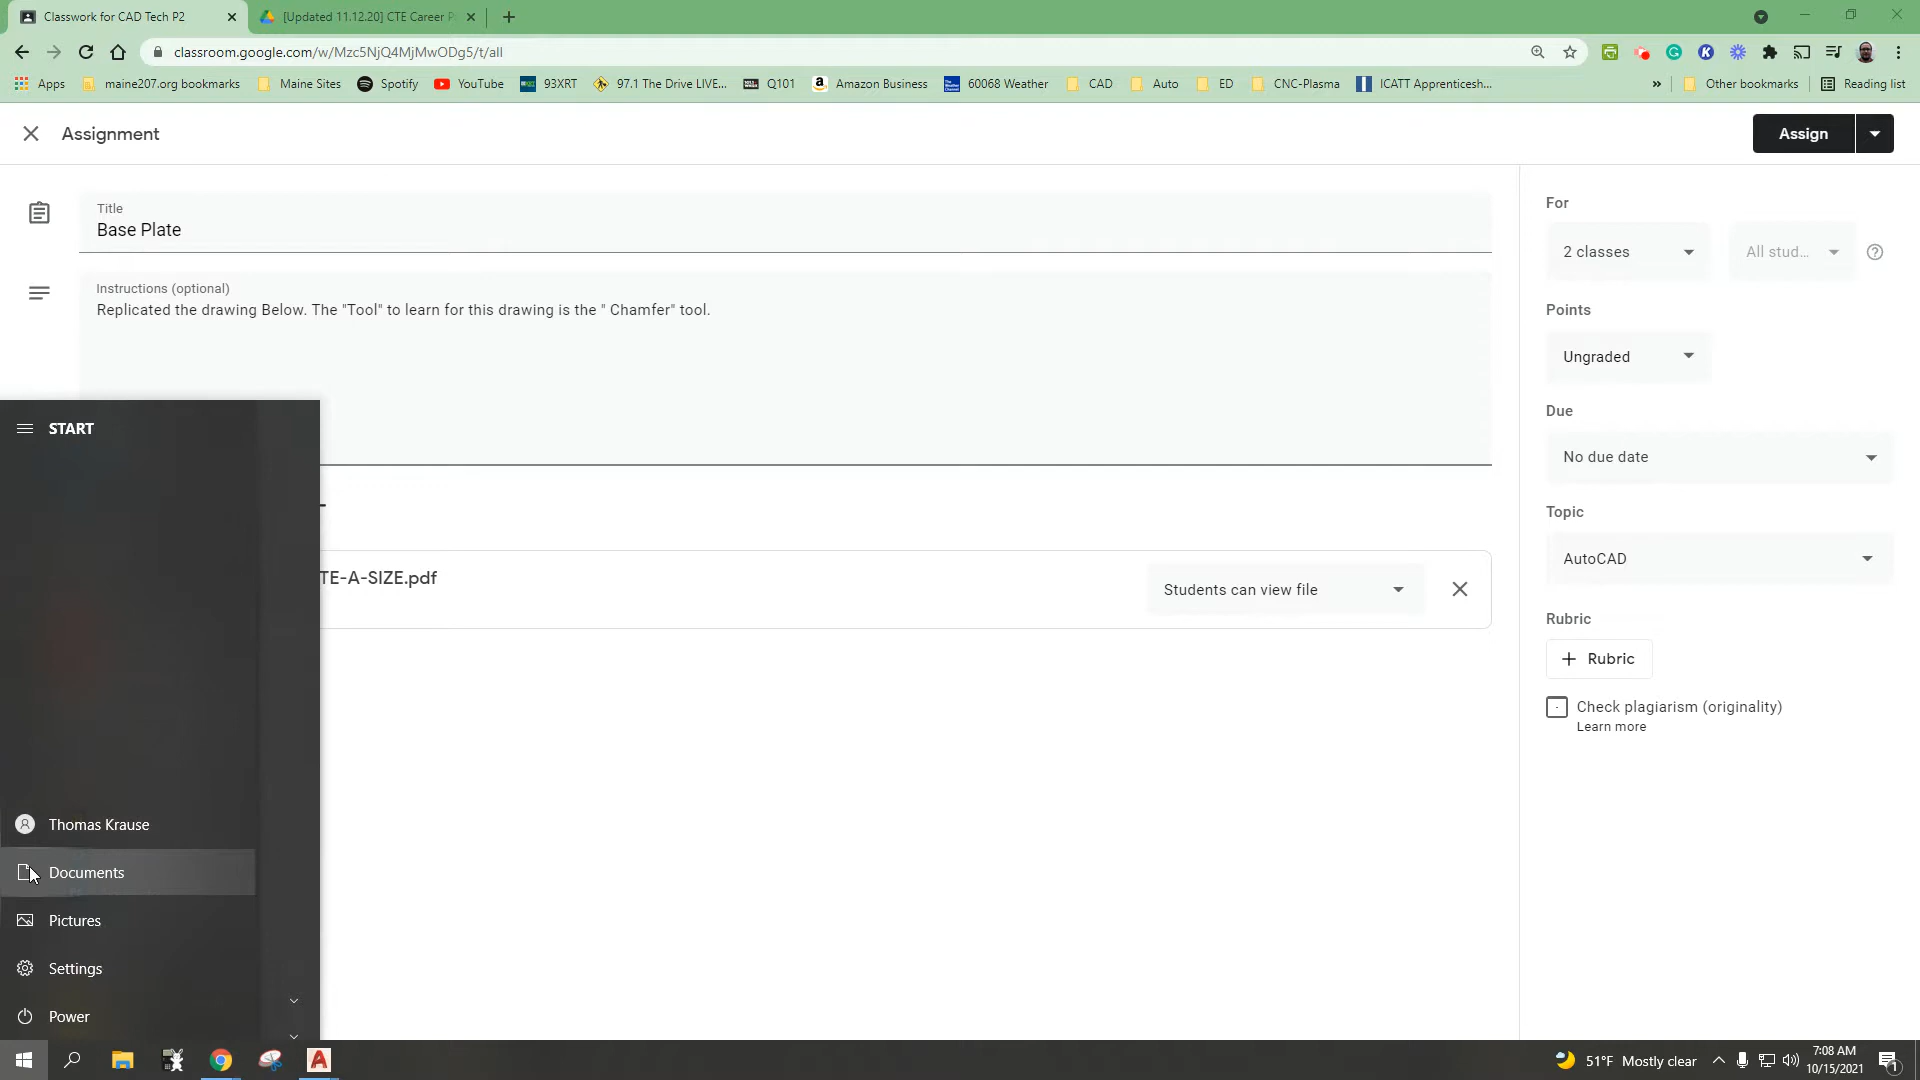 Classwork for CAD Tech P2
[Updated 11.12.20] CTE Career P
classroom.google.com/w/Mzc5NjQ4MjMwODg5/t/all
Apps
maine207.org bookmarks
Maine Sites
Spotify
YouTube
93XRT
97.1 The Drive LIVE...
Q101
Amazon Business
60068 Weather
CAD
Auto
ED
CNC-Plasma
ICATT Apprenticesh...
»
Other bookmarks
Reading list
Assignment
Assign
Title
Base Plate
Instructions (optional)
Replicated the drawing Below. The "Tool" to learn for this drawing is the " Chamfer" tool.
TE-A-SIZE.pdf
Students can view file
For
2 classes
All stud...
Points
Ungraded
Due
No due date
Topic
AutoCAD
Rubric
+ Rubric
Check plagiarism (originality)
Learn more
START
Thomas Krause
Documents
Pictures
Settings
Power
51°F Mostly clear
7:08 AM
10/15/2021
1